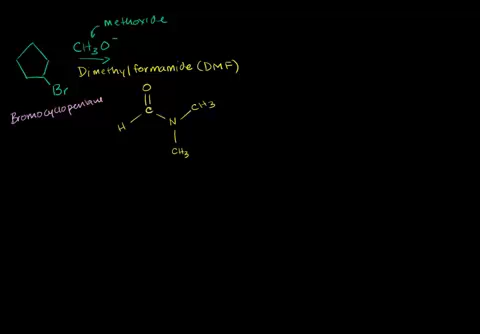 methoxide
CH3O-
Dimethylformamide (DMF)
Br
Bromocyclopentane
O
C
CH3
H
N
CH3